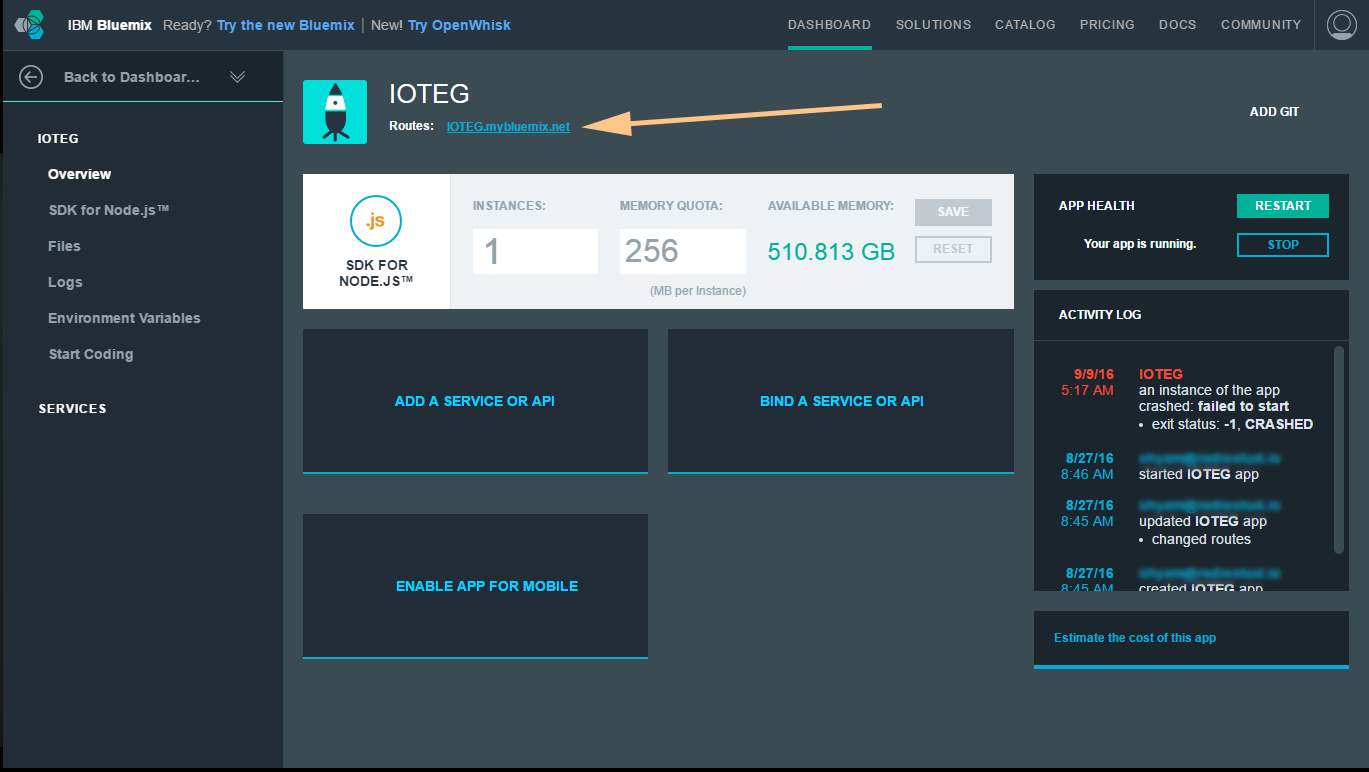 IBM Bluemix Ready? Try the new Bluemix | New! Try OpenWhisk
DASHBOARD SOLUTIONS CATALOG PRICING DOCS COMMUNITY
Back to Dashboar...
IOTEG
Overview
SDK for Node.js™
Files
Logs
Environment Variables
Start Coding
SERVICES
IOTEG
Routes: IOTEG.mybluemix.net
ADD GIT
.js
SDK FOR
NODE.JS™
INSTANCES:
1
MEMORY QUOTA:
256
(MB per Instance)
AVAILABLE MEMORY:
510.813 GB
SAVE
RESET
ADD A SERVICE OR API
BIND A SERVICE OR API
ENABLE APP FOR MOBILE
APP HEALTH
RESTART
Your app is running.
STOP
ACTIVITY LOG
9/9/16 IOTEG
5:17 AM an instance of the app
crashed: failed to start
• exit status: -1, CRASHED
8/27/16
8:46 AM started IOTEG app
8/27/16
8:45 AM updated IOTEG app
• changed routes
8/27/16
8:45 AM created IOTEG app
Estimate the cost of this app